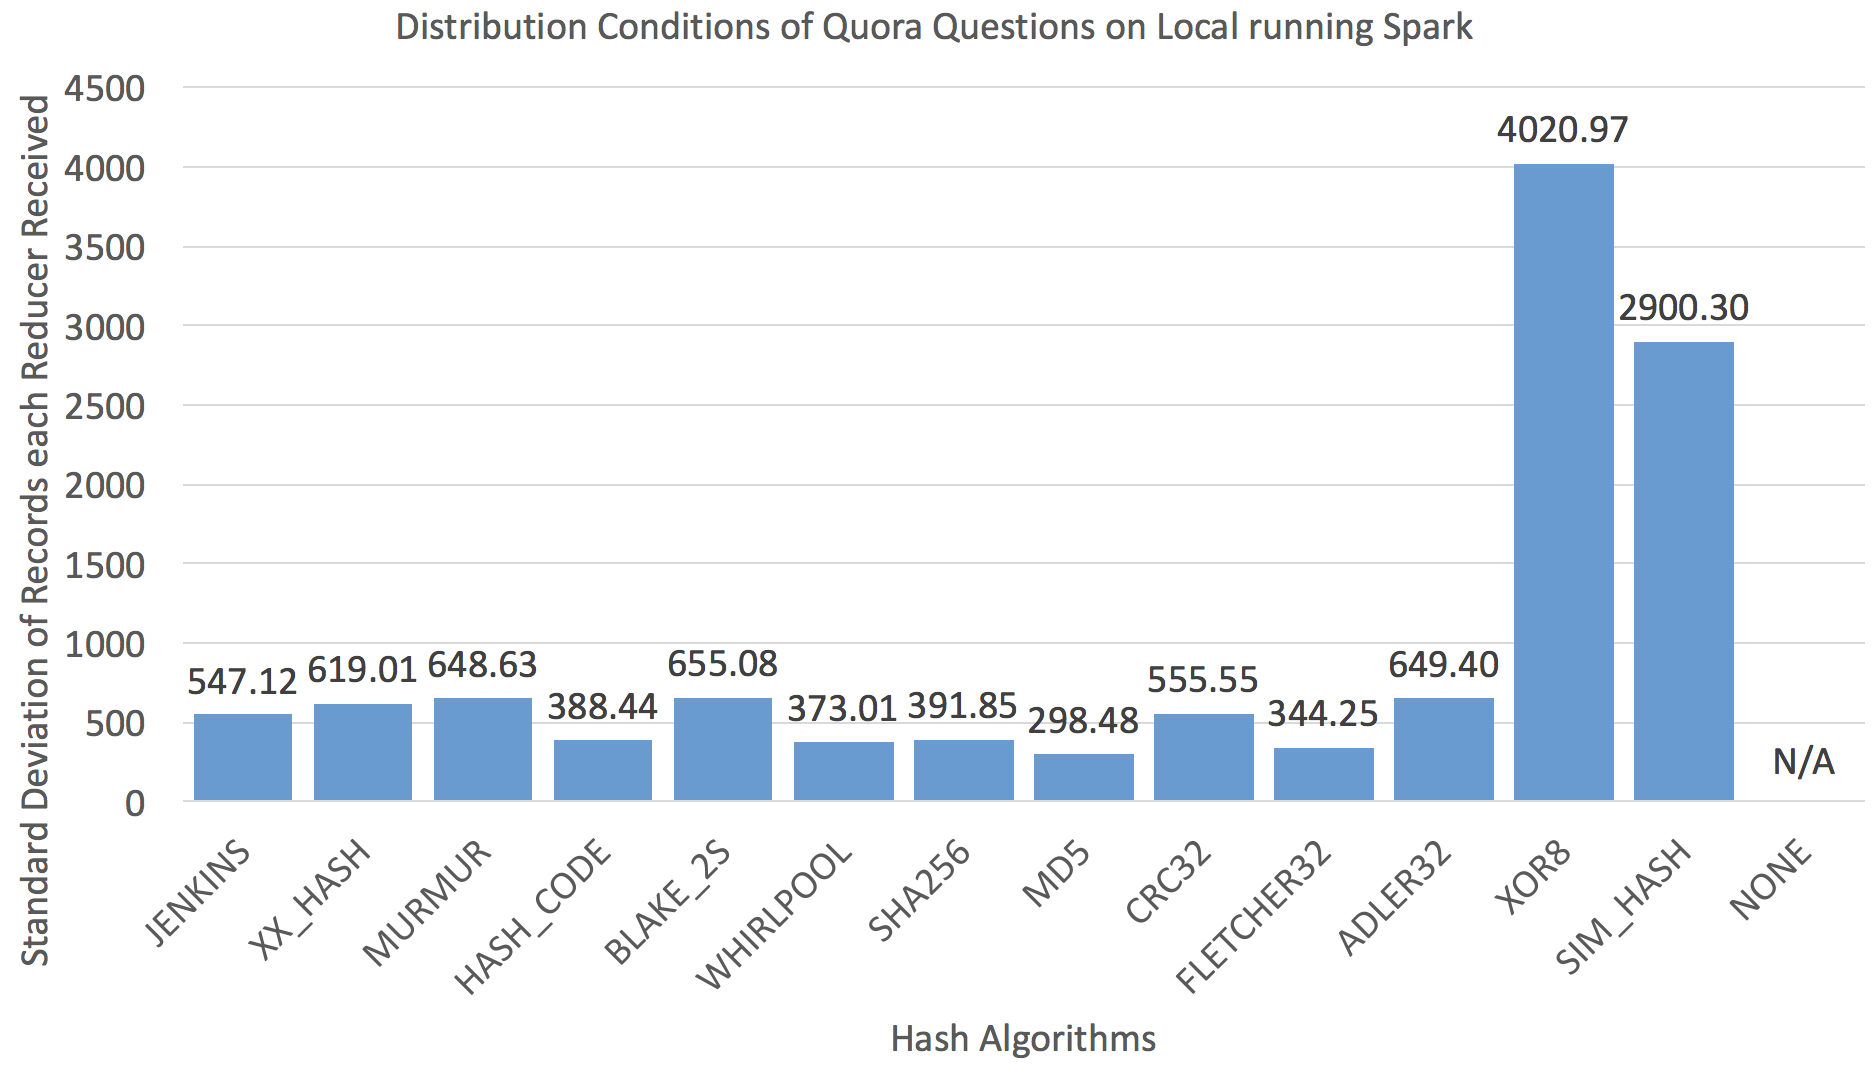 Distribution Conditions of Quora Questions on Local running Spark
Standard Deviation of Records each Reducer Received
4500
4000
3500
3000
2500
2000
1500
1000
500
0
547.12
619.01
648.63
388.44
655.08
373.01
391.85
298.48
555.55
344.25
649.40
4020.97
2900.30
N/A
JENKINS
XX_HASH
MURMUR
HASH_CODE
BLAKE_2S
WHIRLPOOL
SHA256
MD5
CRC32
FLETCHER32
ADLER32
XOR8
SIM_HASH
NONE
Hash Algorithms